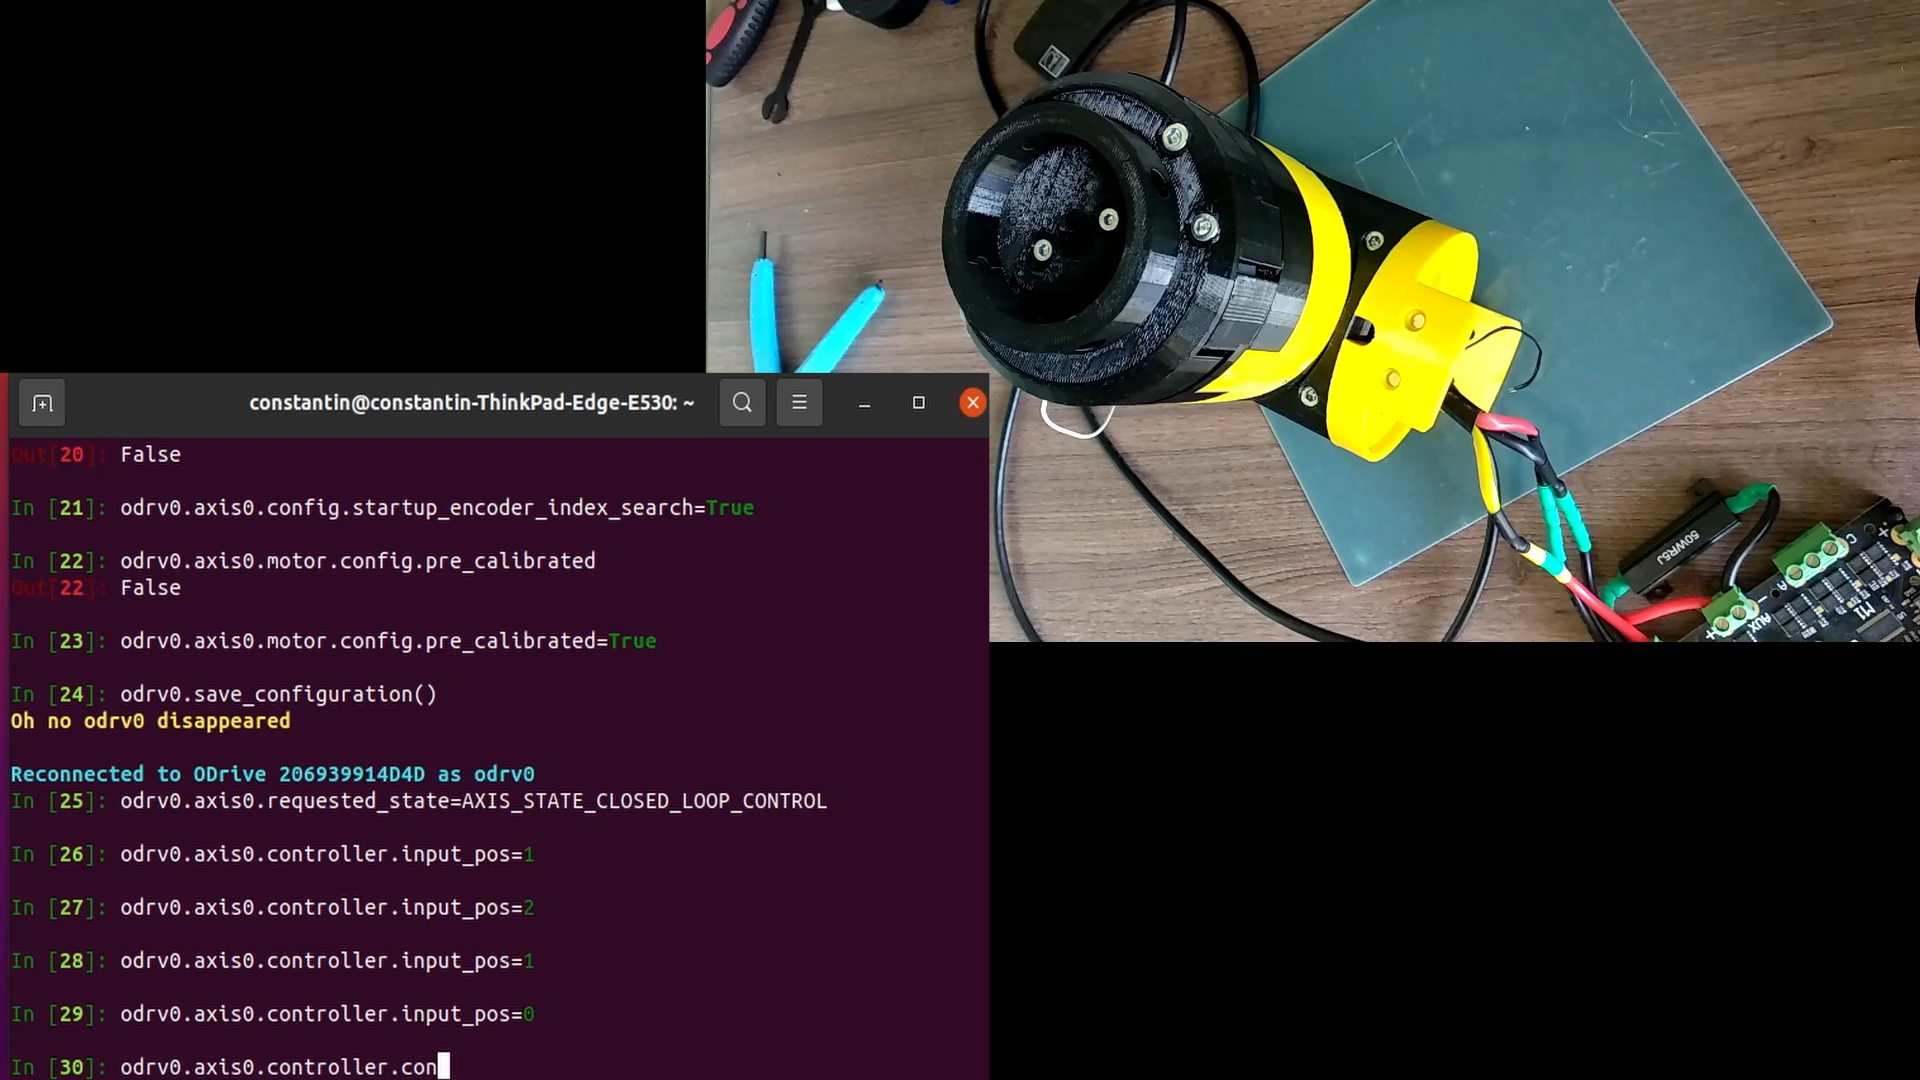 constantin@constantin-ThinkPad-Edge-E530: ~
Out[20]: False
In [21]: odrv0.axis0.config.startup_encoder_index_search=True
In [22]: odrv0.axis0.motor.config.pre_calibrated
Out[22]: False
In [23]: odrv0.axis0.motor.config.pre_calibrated=True
In [24]: odrv0.save_configuration()
Oh no odrv0 disappeared
Reconnected to ODrive 206939914D4D as odrv0
In [25]: odrv0.axis0.requested_state=AXIS_STATE_CLOSED_LOOP_CONTROL
In [26]: odrv0.axis0.controller.input_pos=1
In [27]: odrv0.axis0.controller.input_pos=2
In [28]: odrv0.axis0.controller.input_pos=1
In [29]: odrv0.axis0.controller.input_pos=0
In [30]: odrv0.axis0.controller.con
50WR5J
C
A
M1
AUX
+
-
+